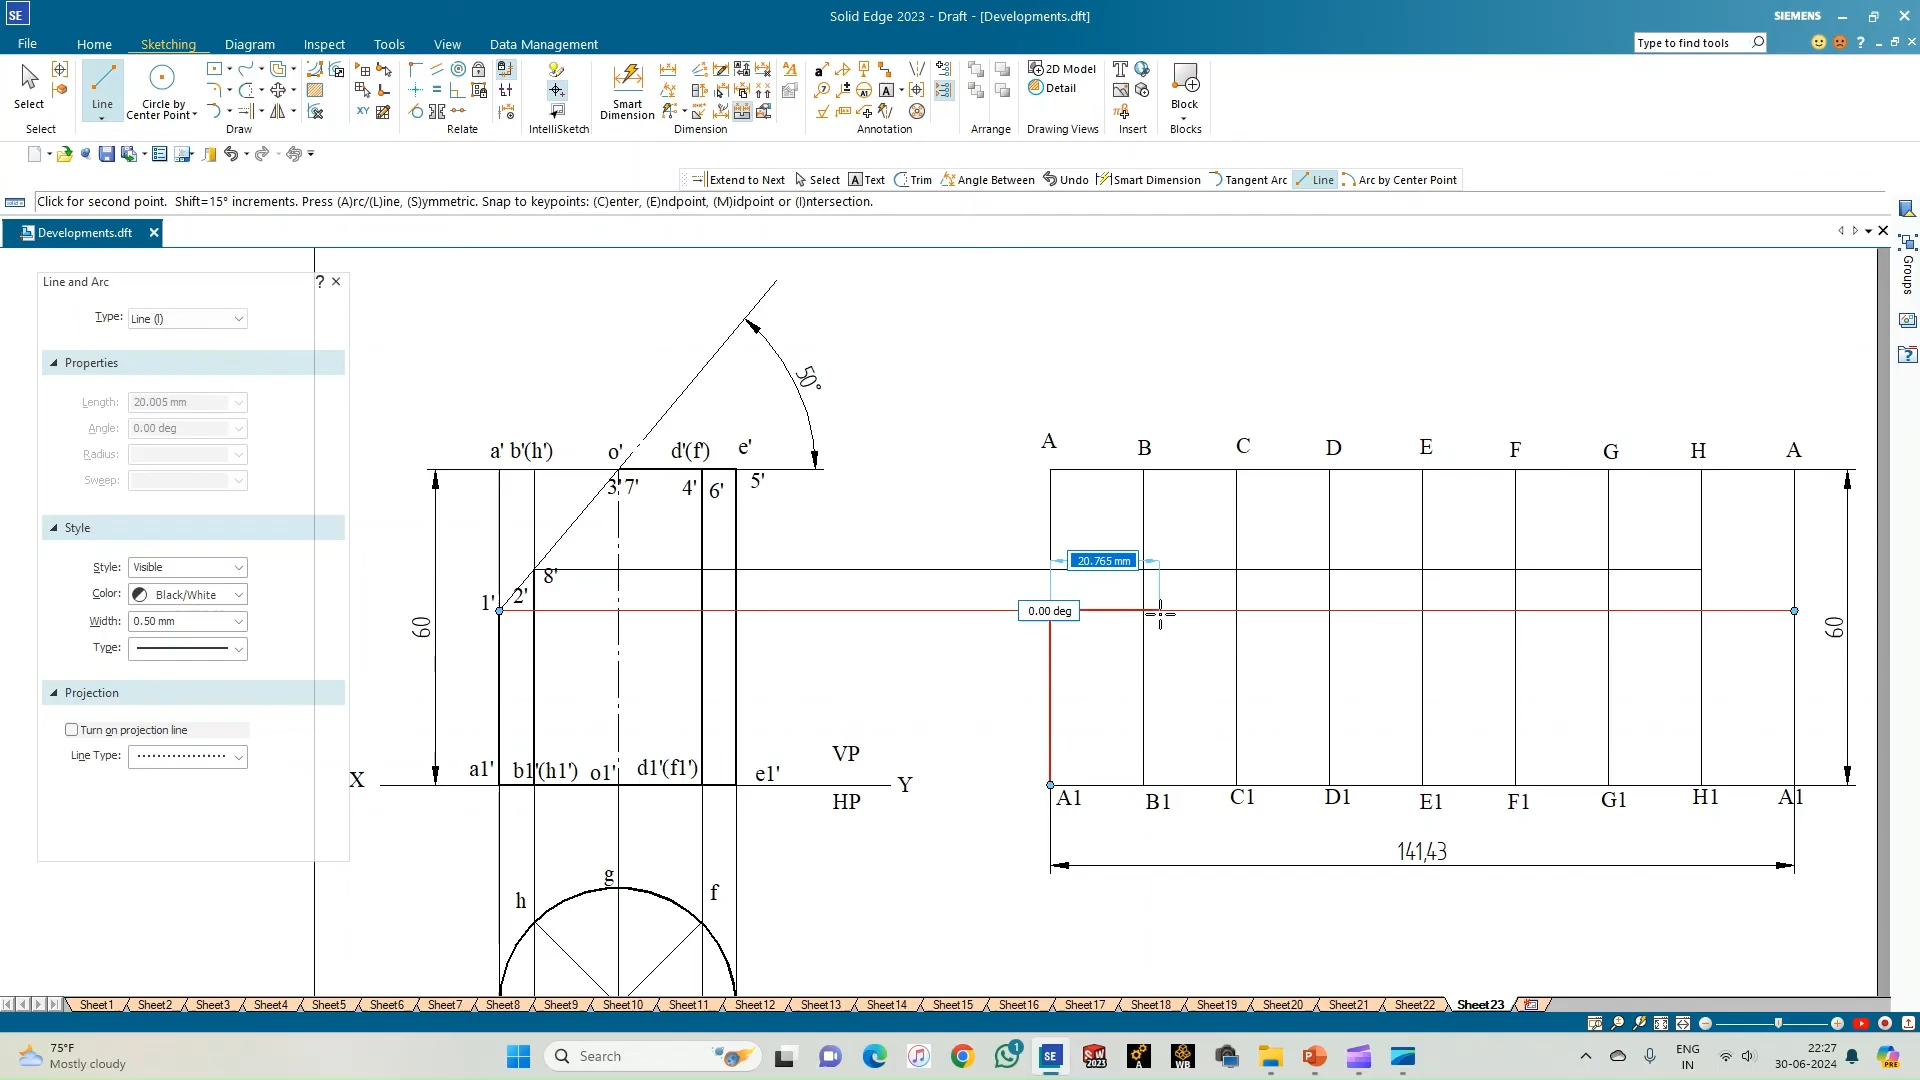 SE
Solid Edge 2023 - Draft - [Developments.dft]
SIEMENS
File Home Sketching Diagram Inspect Tools View Data Management
Type to find tools
Select
Line
Circle by Center Point
Smart Dimension
2D Model
Detail
Block
Select Draw Relate IntelliSketch Dimension Annotation Arrange Drawing Views Insert Blocks
Extend to Next Select Text Trim Angle Between Undo Smart Dimension Tangent Arc Line Arc by Center Point
Click for second point. Shift=15° increments. Press (A)rc/(L)ine, (S)ymmetric. Snap to keypoints: (C)enter, (E)ndpoint, (M)idpoint or (I)ntersection.
Developments.dft
Groups
Line and Arc
Type: Line (l)
Properties
Length: 20.005 mm
Angle: 0.00 deg
Radius:
Sweep:
Style
Style: Visible
Color: Black/White
Width: 0.50 mm
Type:
Projection
Turn on projection line
Line Type:
50°
a' b'(h') o' d'(f') e'
3' 7' 4' 6' 5'
8'
1' 2'
60
a1' b1'(h1') o1' d1'(f1') e1'
X Y
VP
HP
h g f
A B C D E F G H A
20.765 mm
0.00 deg
60
A1 B1 C1 D1 E1 F1 G1 H1 A1
141,43
Sheet1 Sheet2 Sheet3 Sheet4 Sheet5 Sheet6 Sheet7 Sheet8 Sheet9 Sheet10 Sheet11 Sheet12 Sheet13 Sheet14 Sheet15 Sheet16 Sheet17 Sheet18 Sheet19 Sheet20 Sheet21 Sheet22 Sheet23
75°F
Mostly cloudy
Search
ENG
IN
22:27
30-06-2024